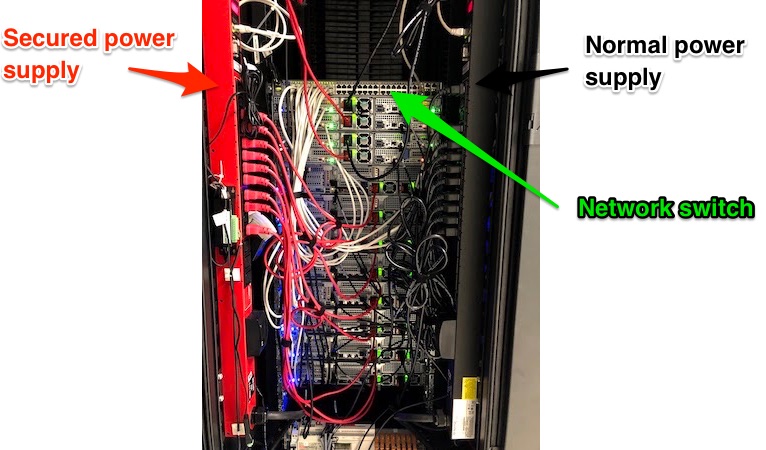 Secured power
supply
Normal power
supply
Network switch